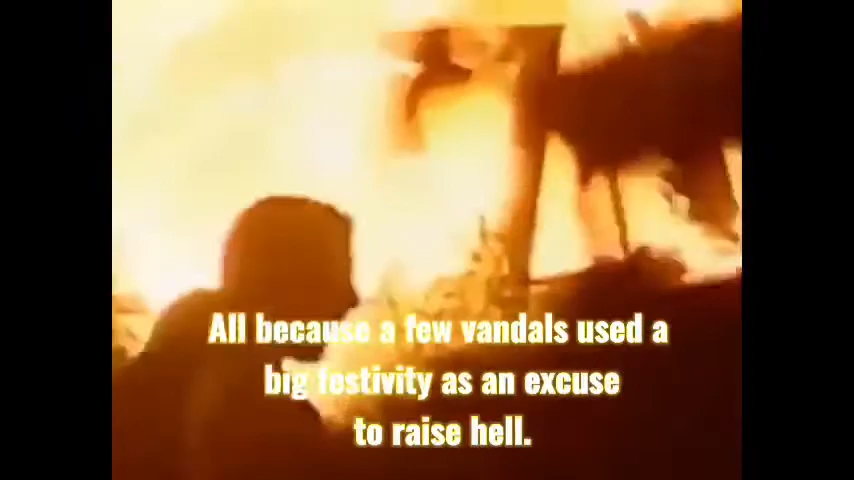 All because a few vandals used a
big festivity as an excuse
to raise hell.